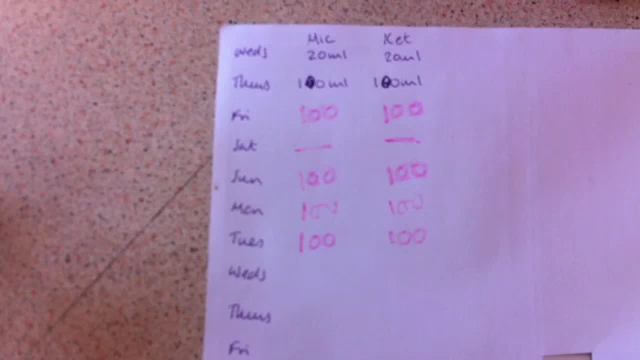 Mic Ket
Weds 20ml 20ml
Thurs 100ml 100ml
Fri 100 100
Sat — —
Sun 100 100
Mon 100 100
Tues 100 100
Weds
Thurs
Fri